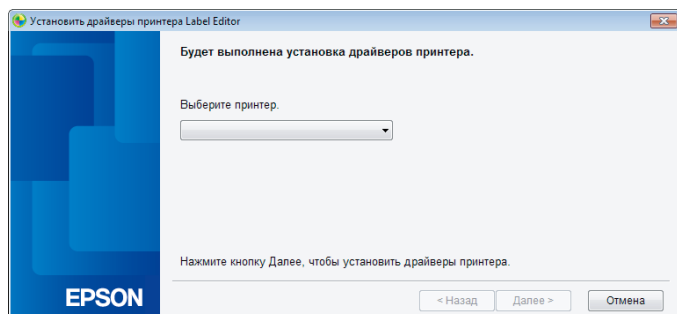 Установить драйверы принтера Label Editor
Будет выполнена установка драйверов принтера.
Выберите принтер.
Нажмите кнопку Далее, чтобы установить драйверы принтера.
EPSON
< Назад
Далее >
Отмена